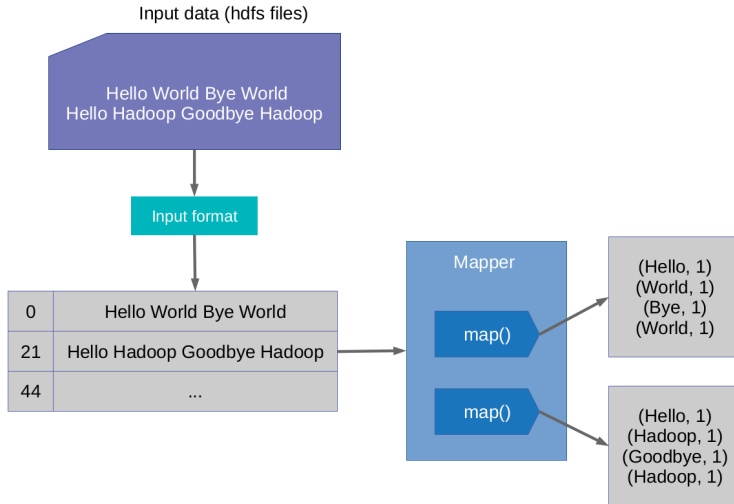 Input data (hdfs files)
Hello World Bye World
Hello Hadoop Goodbye Hadoop
Input format
0 Hello World Bye World
21 Hello Hadoop Goodbye Hadoop
44 ...
Mapper
map()
map()
(Hello, 1)
(World, 1)
(Bye, 1)
(World, 1)
(Hello, 1)
(Hadoop, 1)
(Goodbye, 1)
(Hadoop, 1)